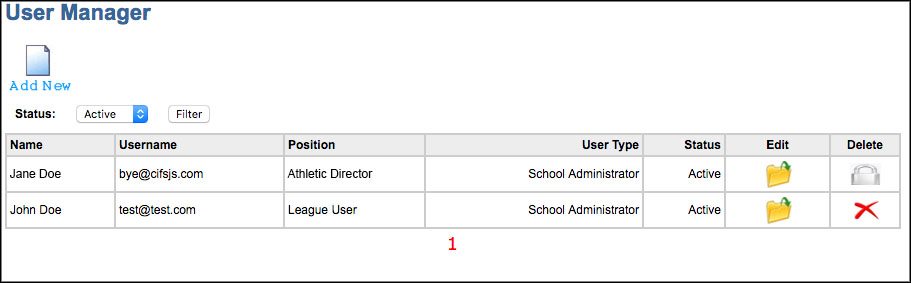 User Manager
Add New
Status: Active Filter
Name Username Position User Type Status Edit Delete
Jane Doe bye@cifsjs.com Athletic Director School Administrator Active
John Doe test@test.com League User School Administrator Active
1